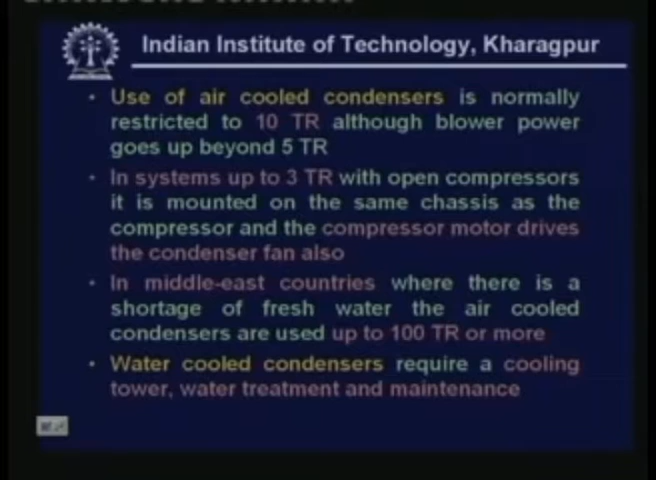 Indian Institute of Technology, Kharagpur
• Use of air cooled condensers is normally
restricted to 10 TR although blower power
goes up beyond 5 TR
• In systems up to 3 TR with open compressors
it is mounted on the same chassis as the
compressor and the compressor motor drives
the condenser fan also
• In middle-east countries where there is a
shortage of fresh water the air cooled
condensers are used up to 100 TR or more
• Water cooled condensers require a cooling
tower, water treatment and maintenance